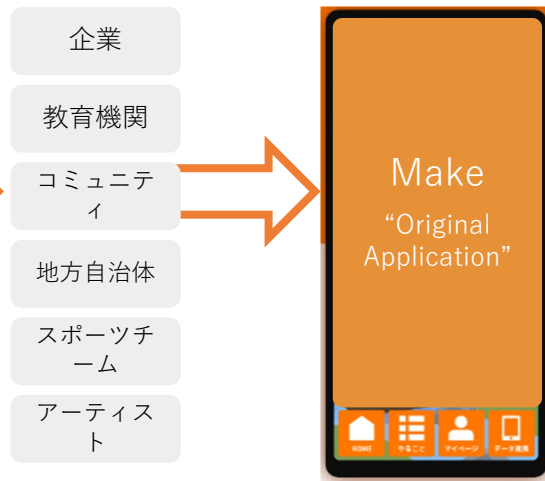 企業
教育機関
コミュニテ
ィ
地方自治体
スポーツチ
ーム
アーティス
ト
Make
“Original
Application”
HOME
やること
マイページ
データ連携